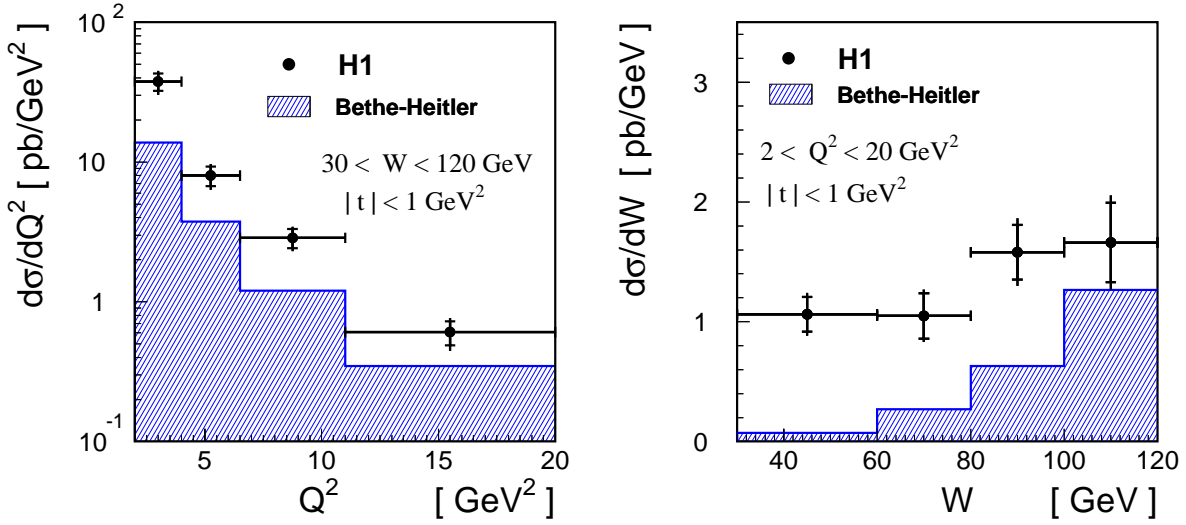 dσ/dQ² [ pb/GeV² ]
10²
10
1
10⁻¹
H1
Bethe-Heitler
30 < W < 120 GeV
| t | < 1 GeV²
5 10 15 20
Q² [ GeV² ]
dσ/dW [ pb/GeV ]
3
2
1
0
H1
Bethe-Heitler
2 < Q² < 20 GeV²
| t | < 1 GeV²
40 60 80 100 120
W [ GeV ]